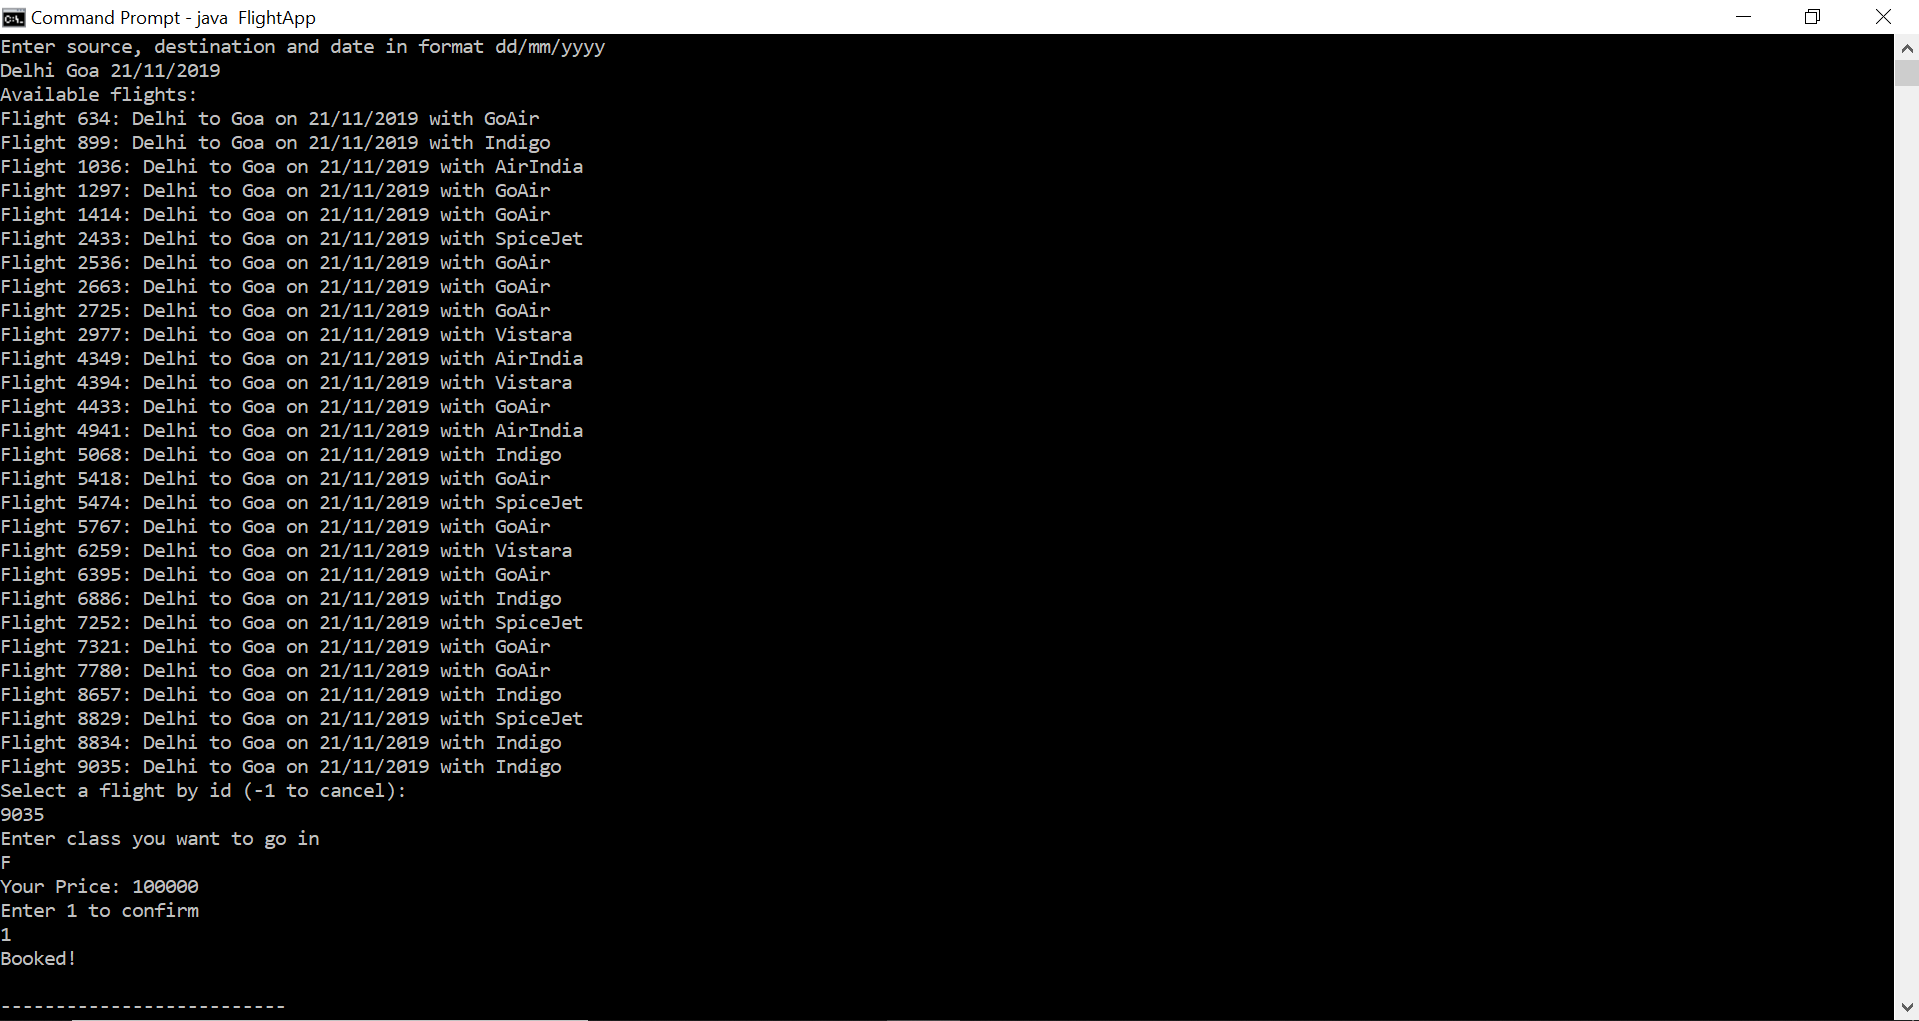 Command Prompt - java  FlightApp
Enter source, destination and date in format dd/mm/yyyy
Delhi Goa 21/11/2019
Available flights:
Flight 634: Delhi to Goa on 21/11/2019 with GoAir
Flight 899: Delhi to Goa on 21/11/2019 with Indigo
Flight 1036: Delhi to Goa on 21/11/2019 with AirIndia
Flight 1297: Delhi to Goa on 21/11/2019 with GoAir
Flight 1414: Delhi to Goa on 21/11/2019 with GoAir
Flight 2433: Delhi to Goa on 21/11/2019 with SpiceJet
Flight 2536: Delhi to Goa on 21/11/2019 with GoAir
Flight 2663: Delhi to Goa on 21/11/2019 with GoAir
Flight 2725: Delhi to Goa on 21/11/2019 with GoAir
Flight 2977: Delhi to Goa on 21/11/2019 with Vistara
Flight 4349: Delhi to Goa on 21/11/2019 with AirIndia
Flight 4394: Delhi to Goa on 21/11/2019 with Vistara
Flight 4433: Delhi to Goa on 21/11/2019 with GoAir
Flight 4941: Delhi to Goa on 21/11/2019 with AirIndia
Flight 5068: Delhi to Goa on 21/11/2019 with Indigo
Flight 5418: Delhi to Goa on 21/11/2019 with GoAir
Flight 5474: Delhi to Goa on 21/11/2019 with SpiceJet
Flight 5767: Delhi to Goa on 21/11/2019 with GoAir
Flight 6259: Delhi to Goa on 21/11/2019 with Vistara
Flight 6395: Delhi to Goa on 21/11/2019 with GoAir
Flight 6886: Delhi to Goa on 21/11/2019 with Indigo
Flight 7252: Delhi to Goa on 21/11/2019 with SpiceJet
Flight 7321: Delhi to Goa on 21/11/2019 with GoAir
Flight 7780: Delhi to Goa on 21/11/2019 with GoAir
Flight 8657: Delhi to Goa on 21/11/2019 with Indigo
Flight 8829: Delhi to Goa on 21/11/2019 with SpiceJet
Flight 8834: Delhi to Goa on 21/11/2019 with Indigo
Flight 9035: Delhi to Goa on 21/11/2019 with Indigo
Select a flight by id (-1 to cancel):
9035
Enter class you want to go in
F
Your Price: 100000
Enter 1 to confirm
1
Booked!
--------------------------